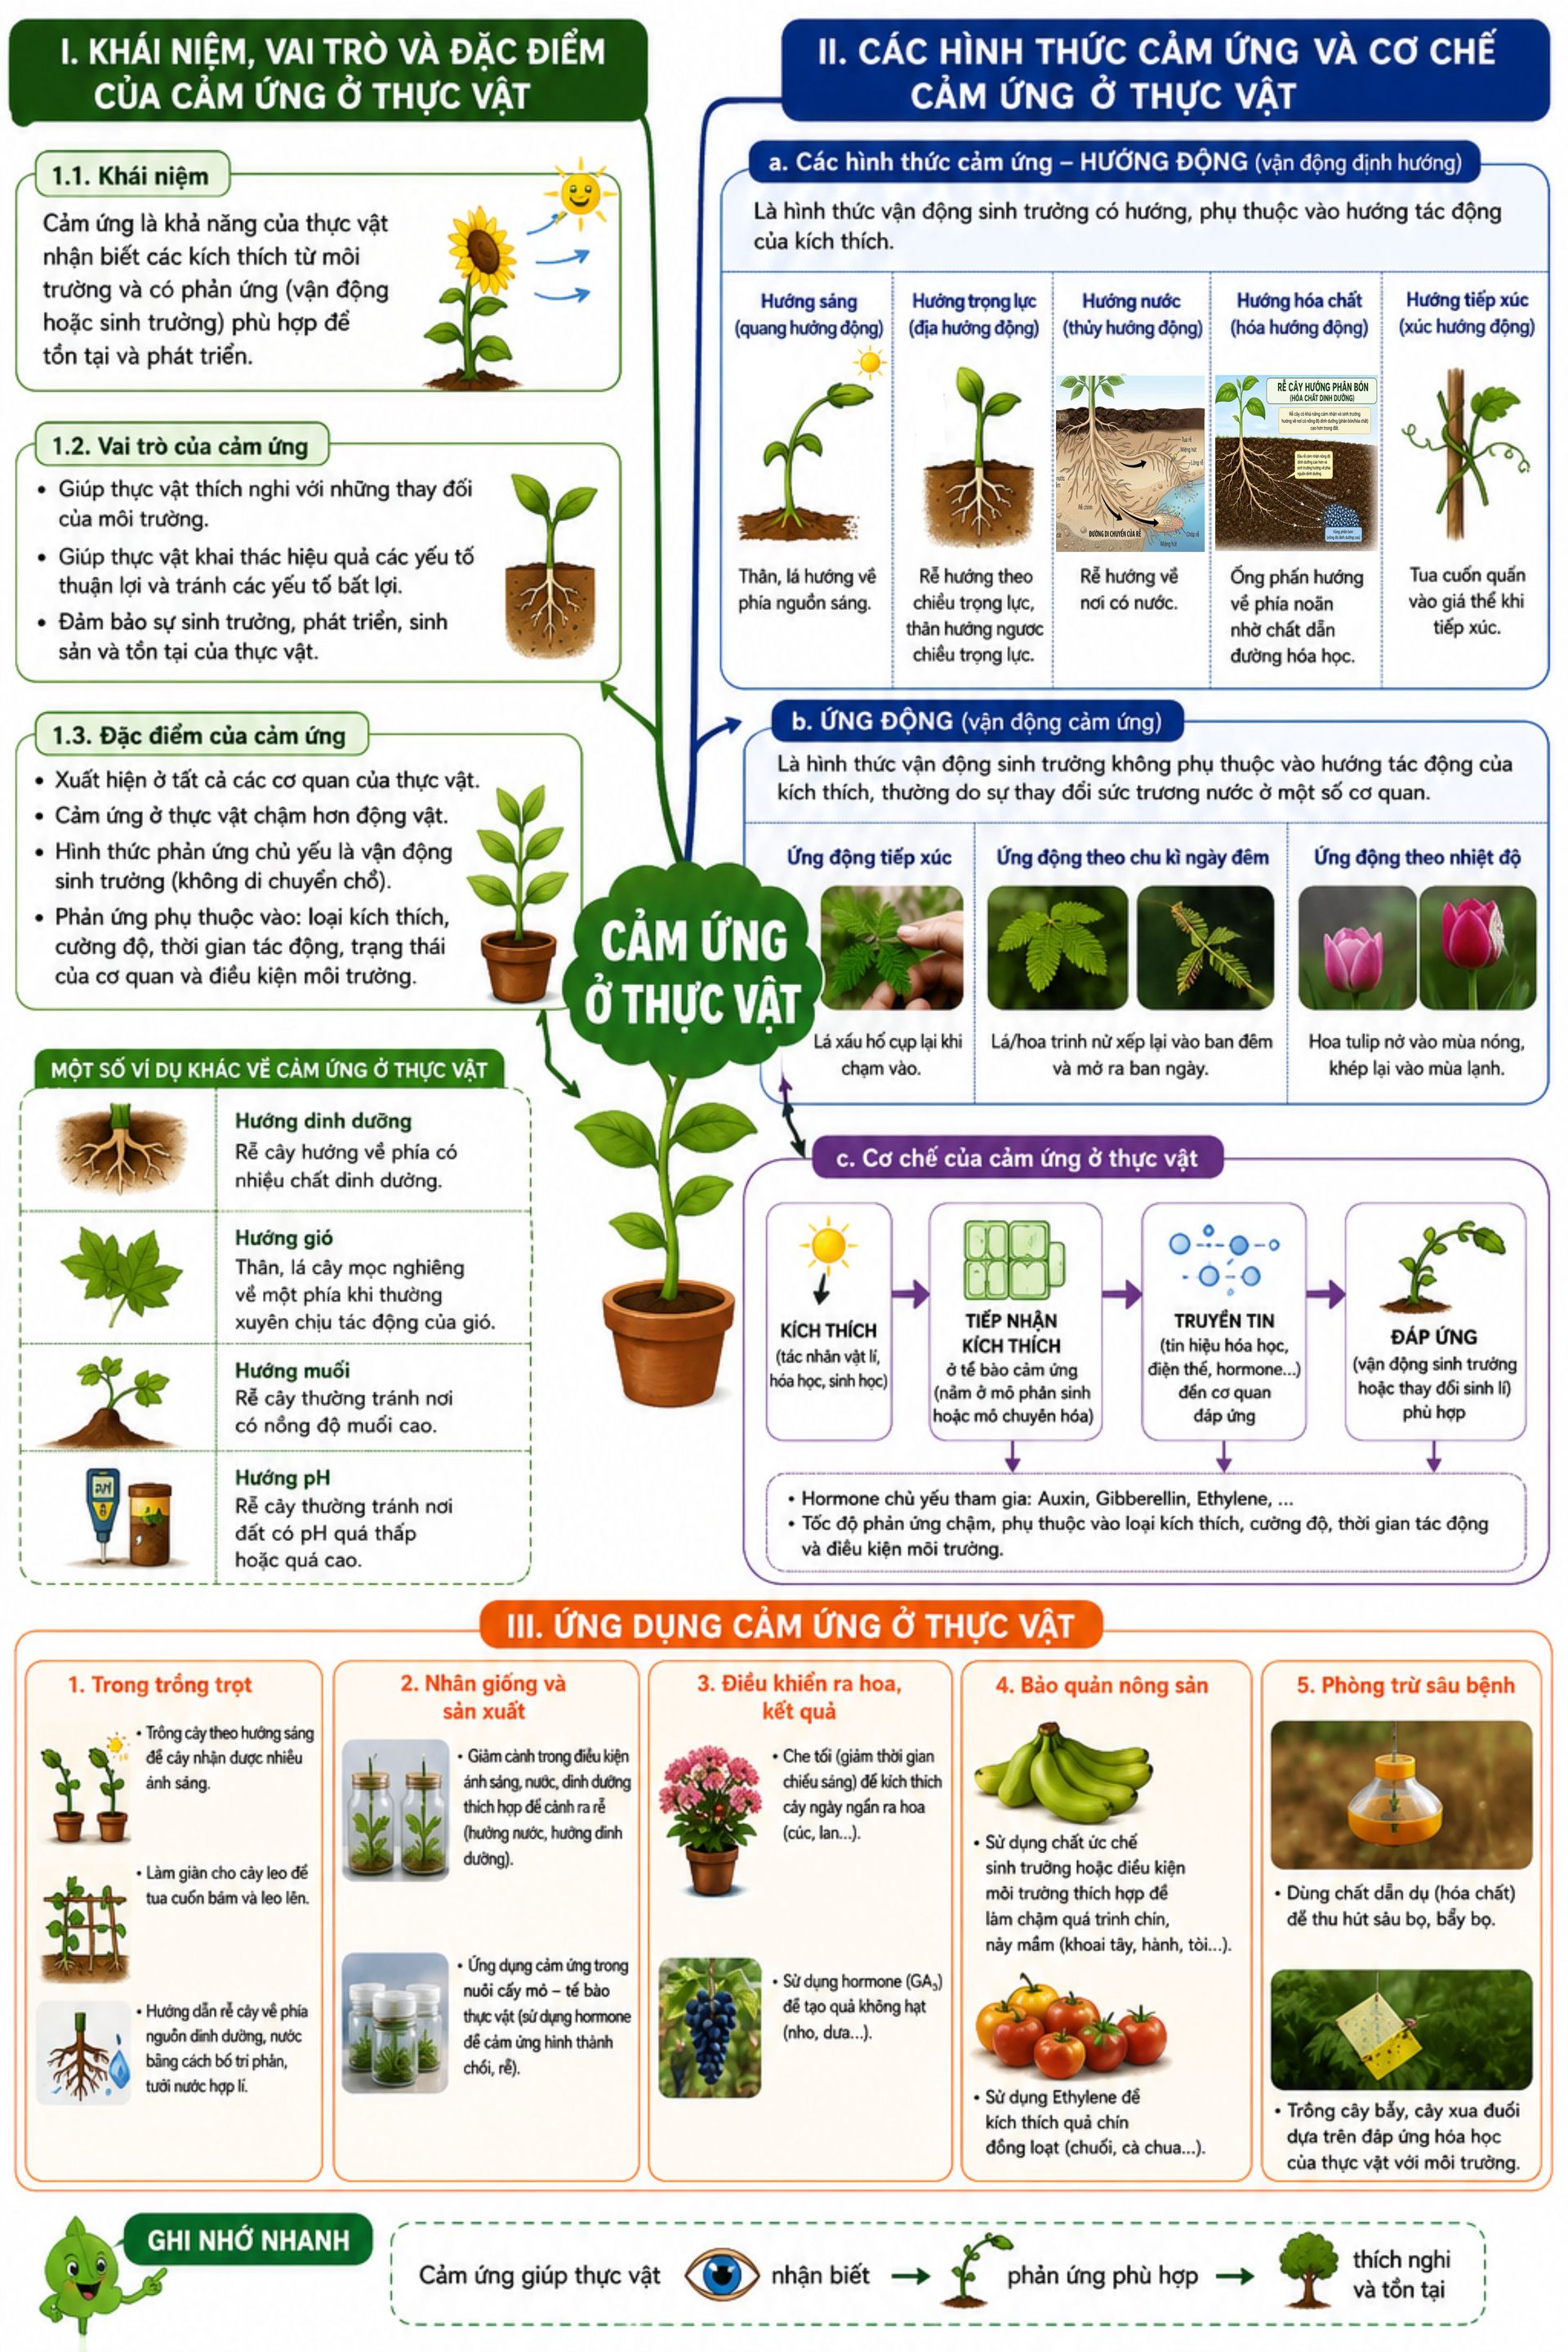 I. KHÁI NIỆM, VAI TRÒ VÀ ĐẶC ĐIỂM
CỦA CẢM ỨNG Ở THỰC VẬT
1.1. Khái niệm
Cảm ứng là khả năng của thực vật
nhận biết các kích thích từ môi
trường và có phản ứng (vận động
hoặc sinh trưởng) phù hợp để
tồn tại và phát triển.
1.2. Vai trò của cảm ứng
• Giúp thực vật thích nghi với những thay đổi
của môi trường.
• Giúp thực vật khai thác hiệu quả các yếu tố
thuận lợi và tránh các yếu tố bất lợi.
• Đảm bảo sự sinh trưởng, phát triển, sinh
sản và tồn tại của thực vật.
1.3. Đặc điểm của cảm ứng
• Xuất hiện ở tất cả các cơ quan của thực vật.
• Cảm ứng ở thực vật chậm hơn động vật.
• Hình thức phản ứng chủ yếu là vận động
sinh trưởng (không di chuyển chổ).
• Phản ứng phụ thuộc vào: loại kích thích,
cường độ, thời gian tác động, trạng thái
của cơ quan và điều kiện môi trường.
MỘT SỐ VÍ DỤ KHÁC VỀ CẢM ỨNG Ở THỰC VẬT
Hướng dinh dưỡng
Rễ cây hướng về phía có
nhiều chất dinh dưỡng.
Hướng gió
Thân, lá cây mọc nghiêng
về một phía khi thường
xuyên chịu tác động của gió.
Hướng muối
Rễ cây thường tránh nơi
có nồng độ muối cao.
Hướng pH
Rễ cây thường tránh nơi
đất có pH quá thấp
hoặc quá cao.
CẢM ỨNG
Ở THỰC VẬT
II. CÁC HÌNH THỨC CẢM ỨNG VÀ CƠ CHẾ
CẢM ỨNG Ở THỰC VẬT
a. Các hình thức cảm ứng – HƯỚNG ĐỘNG (vận động định hướng)
Là hình thức vận động sinh trưởng có hướng, phụ thuộc vào hướng tác động
của kích thích.
Hướng sáng
(quang hướng động)
Thân, lá hướng về
phía nguồn sáng.
Hướng trọng lực
(địa hướng động)
Rễ hướng theo
chiều trọng lực,
thân hướng ngươc
chiều trọng lực.
Hướng nước
(thủy hướng động)
ĐƯỜNG DI CHUYỂN CỦA RỄ
Rễ hướng về
nơi có nước.
Hướng hóa chất
(hóa hướng động)
RỄ CÂY HƯỚNG PHÂN BÓN
(HÓA CHẤT DINH DƯỠNG)
Ống phấn hướng
về phía noãn
nhờ chất dẫn
đường hóa học.
Hướng tiếp xúc
(xúc hướng động)
Tua cuốn quấn
vào giá thể khi
tiếp xúc.
b. ỨNG ĐỘNG (vận động cảm ứng)
Là hình thức vận động sinh trưởng không phụ thuộc vào hướng tác động của
kích thích, thường do sự thay đổi sức trương nước ở một số cơ quan.
Ứng động tiếp xúc
Lá xấu hổ cụp lại khi
chạm vào.
Ứng động theo chu kì ngày đêm
Lá/hoa trinh nữ xếp lại vào ban đêm
và mở ra ban ngày.
Ứng động theo nhiệt độ
Hoa tulip nở vào mùa nóng,
khép lại vào mùa lạnh.
c. Cơ chế của cảm ứng ở thực vật
KÍCH THÍCH
(tác nhân vật lí,
hóa học, sinh học)
TIẾP NHẬN
KÍCH THÍCH
ở tế bào cảm ứng
(nằm ở mô phân sinh
hoặc mô chuyên hóa)
TRUYỀN TIN
(tin hiệu hóa học,
điện thế, hormone...)
đến cơ quan
đáp ứng
ĐÁP ỨNG
(vận động sinh trưởng
hoặc thay đổi sinh lí)
phù hợp
• Hormone chủ yếu tham gia: Auxin, Gibberellin, Ethylene, ...
• Tốc độ phản ứng chậm, phụ thuộc vào loại kích thích, cường độ, thời gian tác động
và điều kiện môi trường.
III. ỨNG DỤNG CẢM ỨNG Ở THỰC VẬT
1. Trong trồng trọt
• Trồng cây theo hướng sáng
để cây nhận được nhiều
ánh sáng.
• Làm giàn cho cây leo để
tua cuốn bám và leo lên.
• Hướng dẫn rễ cây về phía
nguồn dinh dưỡng, nước
bằng cách bố trí phân,
tưới nước hợp lí.
2. Nhân giống và
sản xuất
• Giâm cành trong điều kiện
ánh sáng, nước, dinh dưỡng
thích hợp để cành ra rễ
(hướng nước, hướng dinh
dưỡng).
• Ứng dụng cảm ứng trong
nuôi cấy mô – tế bào
thực vật (sử dụng hormone
để cảm ứng hình thành
chồi, rễ).
3. Điều khiển ra hoa,
kết quả
• Che tối (giảm thời gian
chiếu sáng) để kích thích
cây ngày ngắn ra hoa
(cúc, lan...).
• Sử dụng hormone (GA₃)
để tạo quả không hạt
(nho, dưa...).
4. Bảo quản nông sản
• Sử dụng chất ức chế
sinh trưởng hoặc điều kiện
môi trường thích hợp để
làm chậm quá trình chín,
nảy mầm (khoai tây, hành, tỏi...).
• Sử dụng Ethylene để
kích thích quả chín
đồng loạt (chuối, cà chua...).
5. Phòng trừ sâu bệnh
• Dùng chất dẫn dụ (hóa chất)
để thu hút sâu bọ, bẫy bọ.
• Trồng cây bẫy, cây xua đuổi
dựa trên đáp ứng hóa học
của thực vật với môi trường.
GHI NHỚ NHANH
Cảm ứng giúp thực vật nhận biết → phản ứng phù hợp → thích nghi
và tồn tại